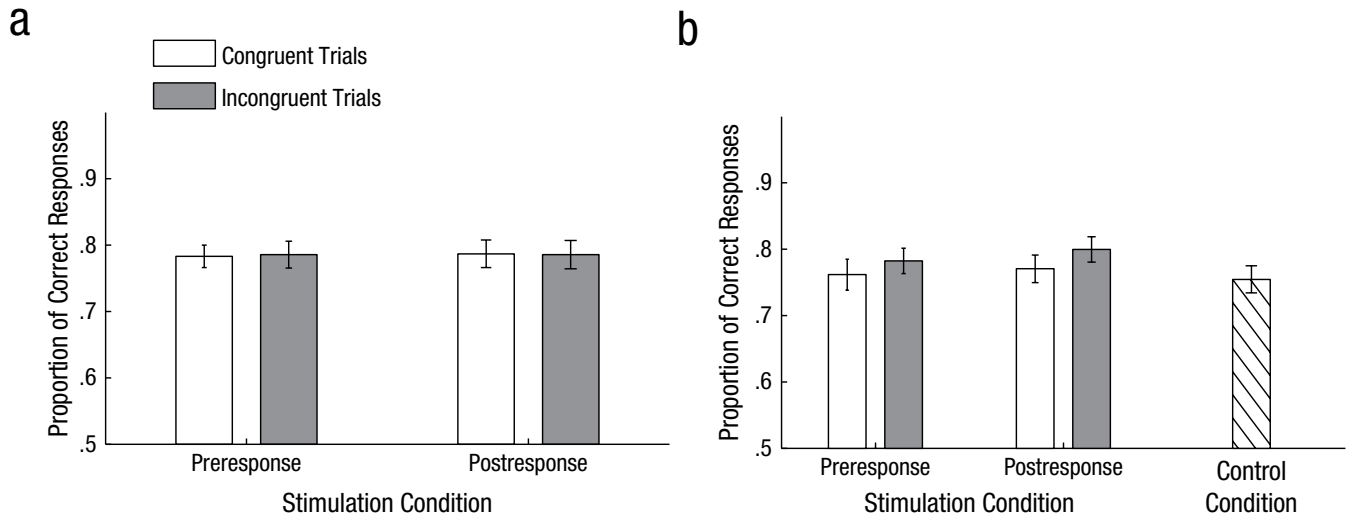 a
Congruent Trials
Incongruent Trials
Proportion of Correct Responses
.9
.8
.7
.6
.5
Preresponse
Postresponse
Stimulation Condition
b
Proportion of Correct Responses
.9
.8
.7
.6
.5
Preresponse
Postresponse
Control
Condition
Stimulation Condition